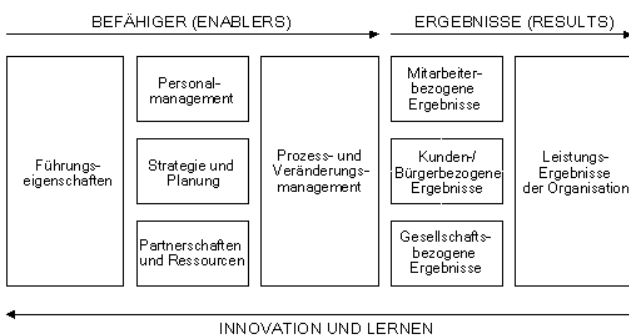 BEFÄHIGER (ENABLERS)
ERGEBNISSE (RESULTS)
Führungs-
eigenschaften
Personal-
management
Strategie und
Planung
Partnerschaften
und Ressourcen
Prozess- und
Veränderungs-
management
Mitarbeiter-
bezogene
Ergebnisse
Kunden-/
Bürgerbezogene
Ergebnisse
Gesellschafts-
bezogene
Ergebnisse
Leistungs-
Ergebnisse
der Organisation
INNOVATION UND LERNEN